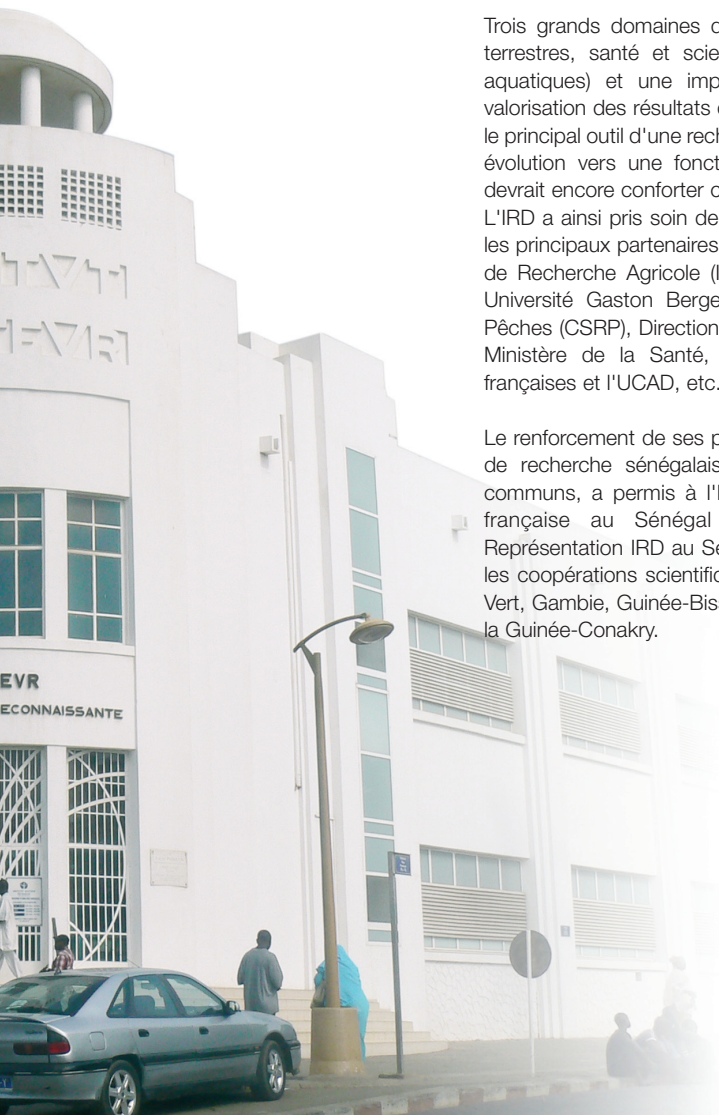 Trois grands domaines d
terrestres, santé et scie
aquatiques) et une imp
valorisation des résultats
le principal outil d'une rech
évolution vers une fonct
devrait encore conforter c
L'IRD a ainsi pris soin de
les principaux partenaires
de Recherche Agricole (I
Université Gaston Berge
Pêches (CSRP), Direction
Ministère de la Santé,
françaises et l'UCAD, etc.
Le renforcement de ses p
de recherche sénégalais
communs, a permis à l'I
française au Sénégal
Représentation IRD au Sé
les coopérations scientific
Vert, Gambie, Guinée-Bis
la Guinée-Conakry.
TVTI
EVR
EVR
ECONNAISSANTE